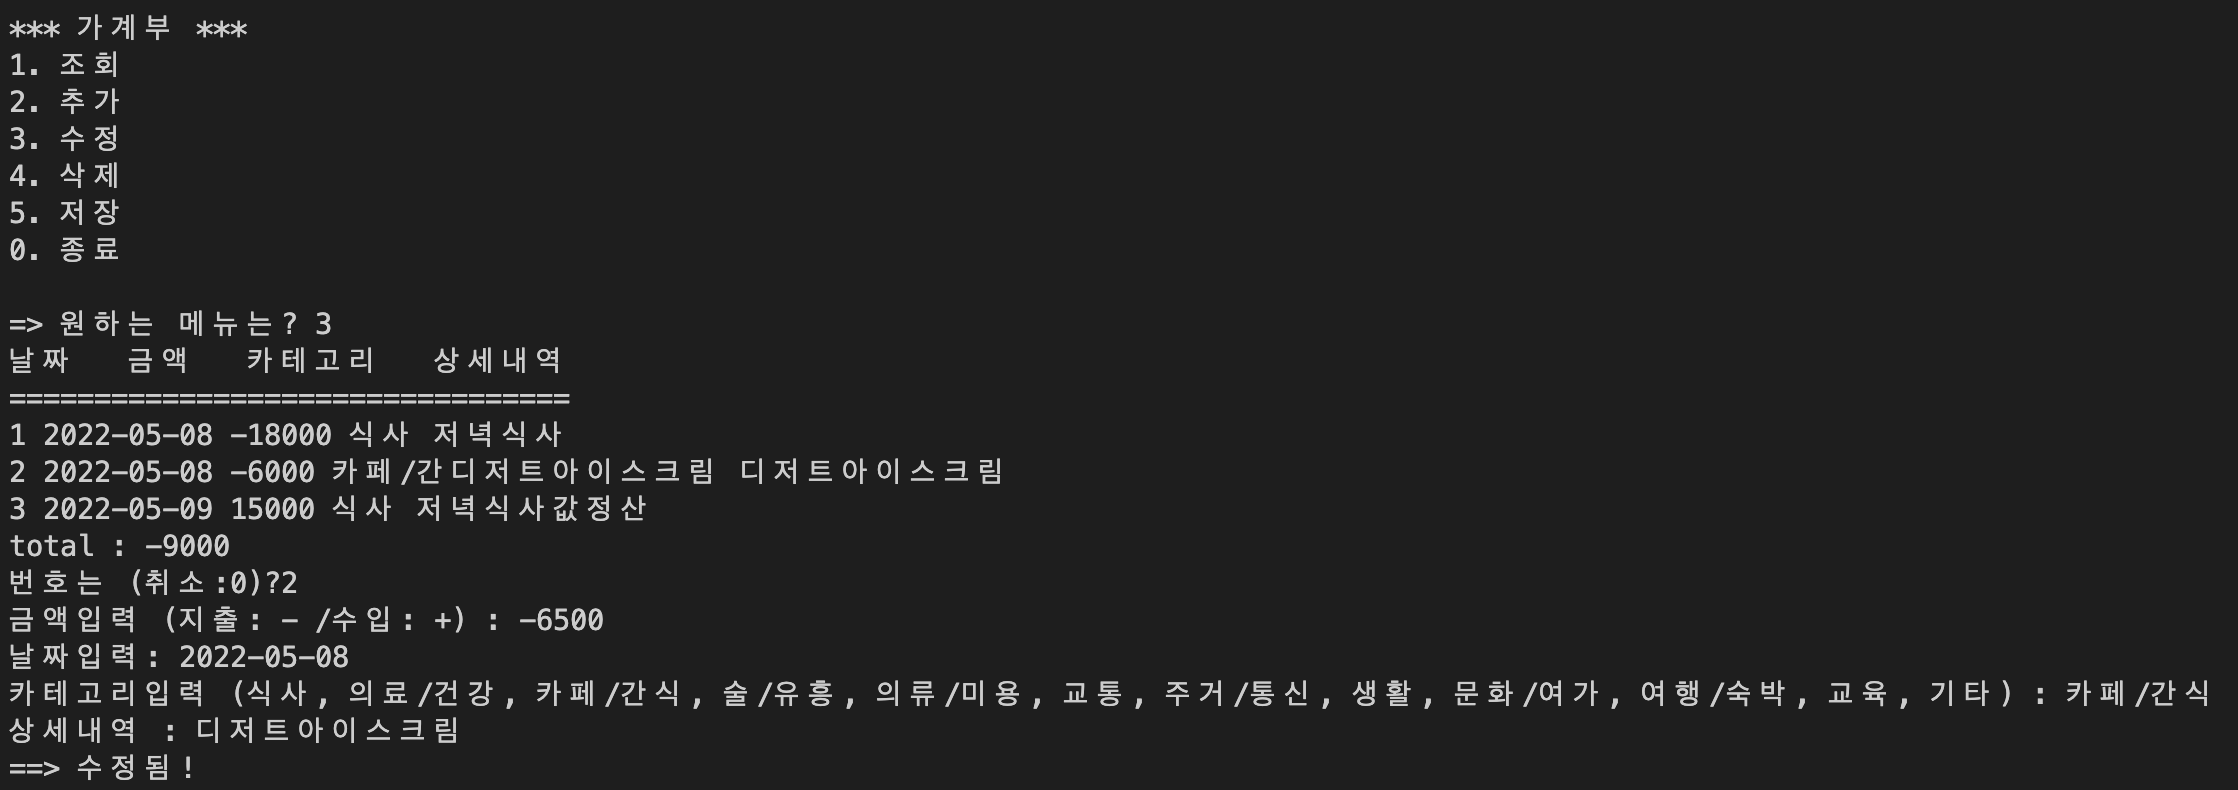 *** 가계부 ***
1. 조회
2. 추가
3. 수정
4. 삭제
5. 저장
0. 종료
=> 원하는 메뉴는? 3
날짜 금액 카테고리 상세내역
=================================
1 2022-05-08 -18000 식사 저녁식사
2 2022-05-08 -6000 카페/간디저트아이스크림 디저트아이스크림
3 2022-05-09 15000 식사 저녁식사값정산
total : -9000
번호는 (취소:0)?2
금액입력 (지출: - /수입: +) : -6500
날짜입력: 2022-05-08
카테고리입력 (식사, 의료/건강, 카페/간식, 술/유흥, 의류/미용, 교통, 주거/통신, 생활, 문화/여가, 여행/숙박, 교육, 기타) : 카페/간식
상세내역 : 디저트아이스크림
==> 수정됨!